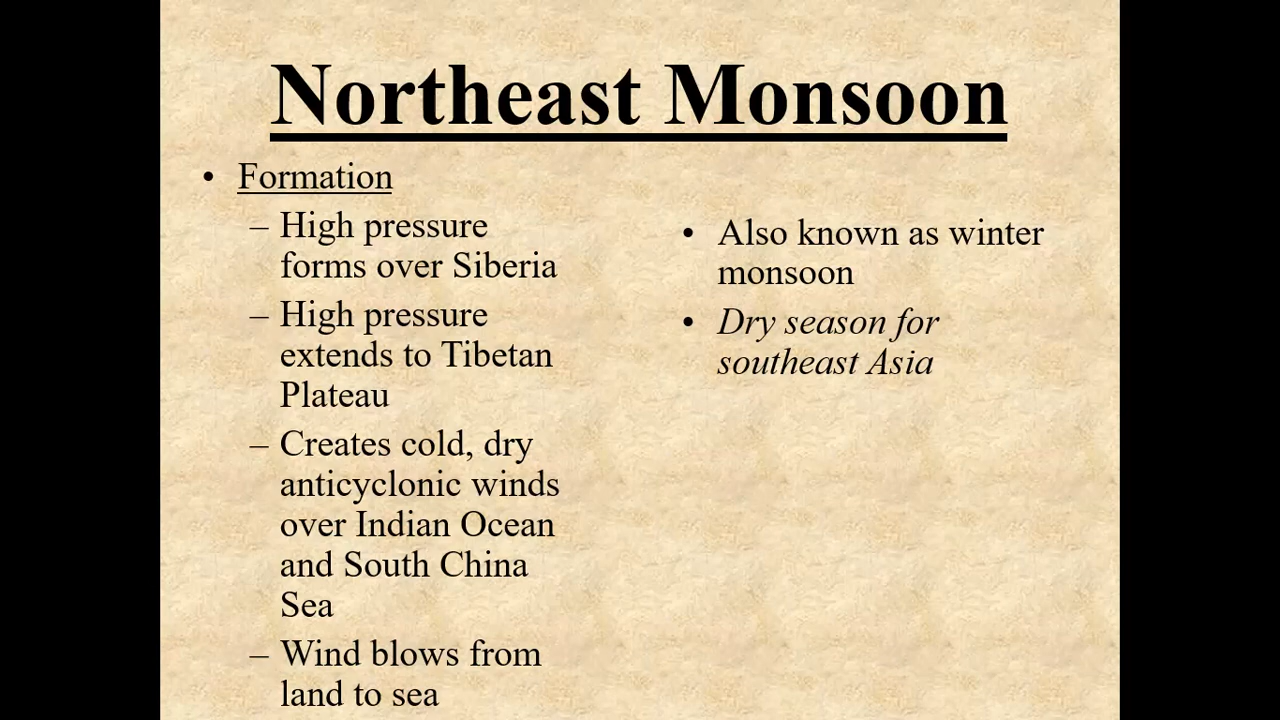 Northeast Monsoon
• Formation
– High pressure
forms over Siberia
– High pressure
extends to Tibetan
Plateau
– Creates cold, dry
anticyclonic winds
over Indian Ocean
and South China
Sea
– Wind blows from
land to sea
• Also known as winter
monsoon
• Dry season for
southeast Asia